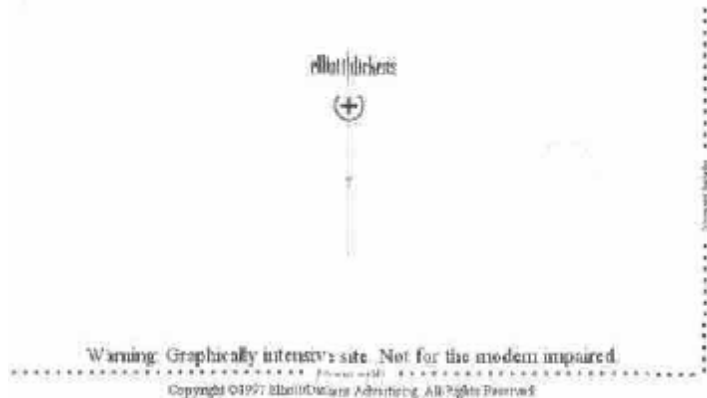 elliott|dickens
Warning: Graphically intensive site. Not for the modem impaired.
Copyright ©1997 Elliott/Dickens Advertising. All Rights Reserved